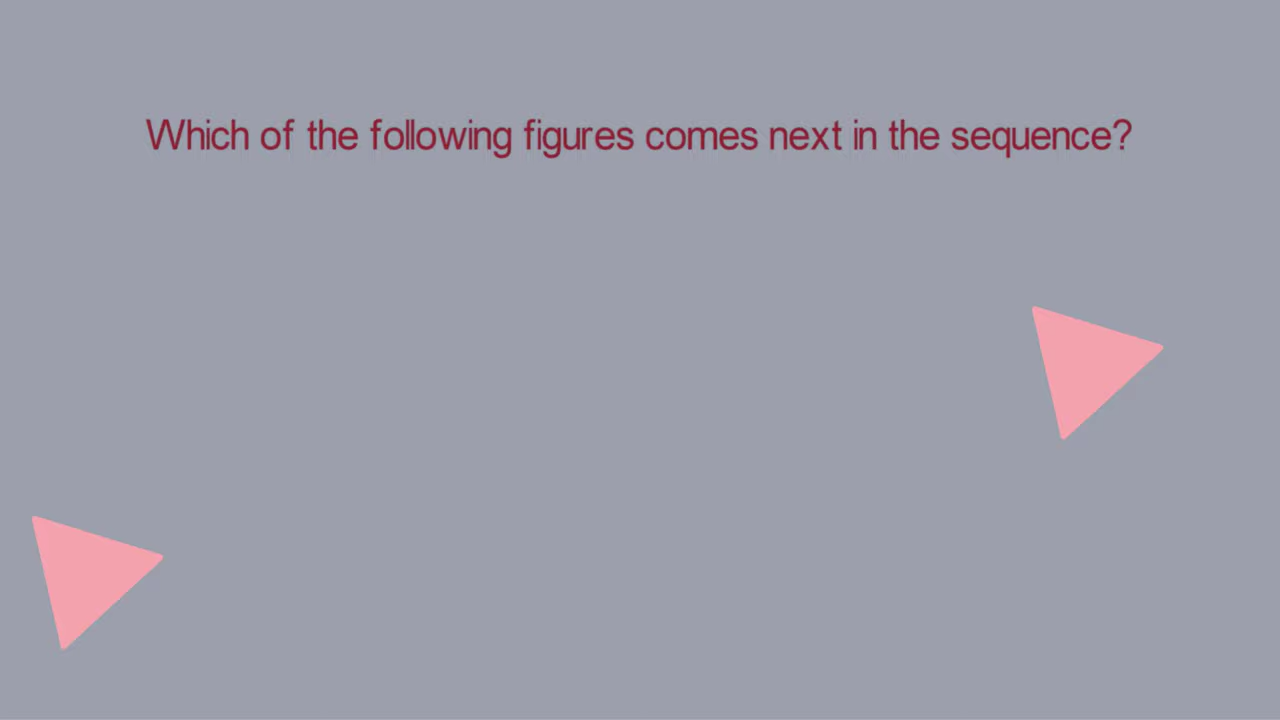 Which of the following figures comes next in the sequence?